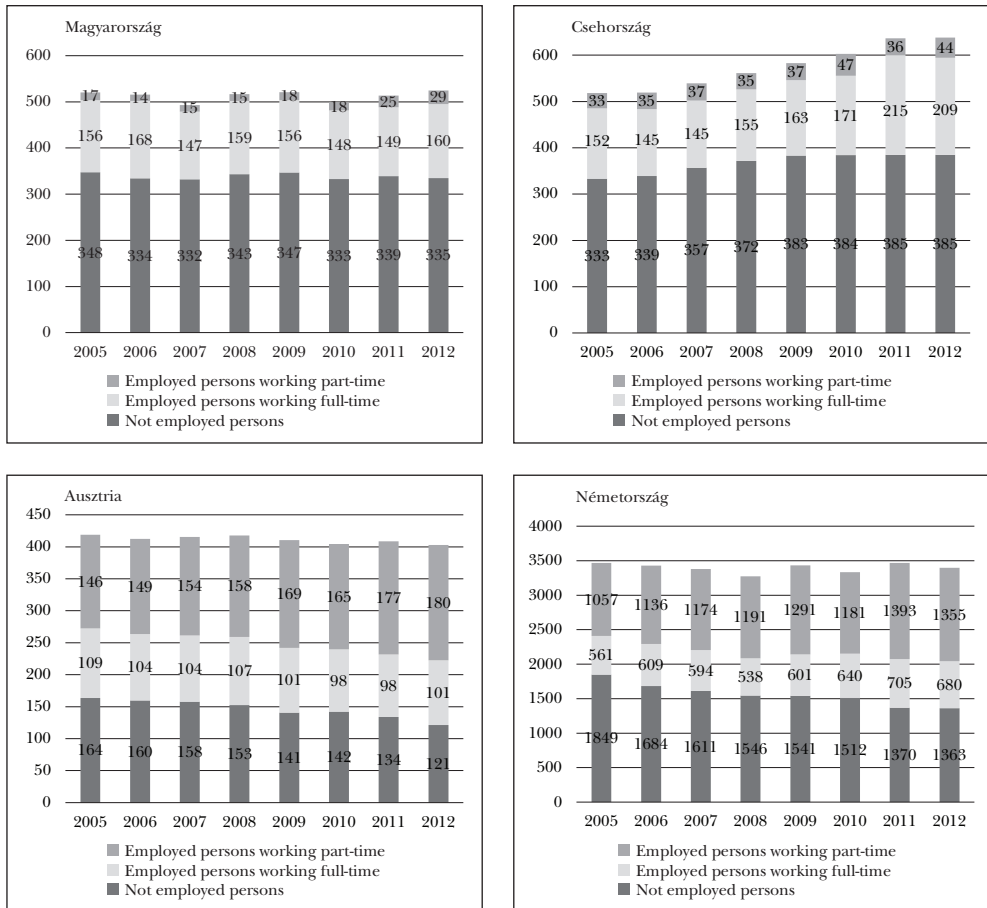 Magyarország
600
500
400
300
200
100
0
17 14 15 15 18 18 25 29
156 168 147 159 156 148 149 160
348 334 332 343 347 333 339 335
2005 2006 2007 2008 2009 2010 2011 2012
Employed persons working part-time
Employed persons working full-time
Not employed persons
Csehország
600
500
400
300
200
100
0
33 35 37 35 37 47 36 44
152 145 145 155 163 171 215 209
333 339 357 372 383 384 385 385
2005 2006 2007 2008 2009 2010 2011 2012
Employed persons working part-time
Employed persons working full-time
Not employed persons
Ausztria
450
400
350
300
250
200
150
100
50
0
146 149 154 158 169 165 177 180
109 104 104 107 101 98 98 101
164 160 158 153 141 142 134 121
2005 2006 2007 2008 2009 2010 2011 2012
Employed persons working part-time
Employed persons working full-time
Not employed persons
Németország
4000
3500
3000
2500
2000
1500
1000
500
0
1057 1136 1174 1191 1291 1181 1393 1355
561 609 594 538 601 640 705 680
1849 1684 1611 1546 1541 1512 1370 1363
2005 2006 2007 2008 2009 2010 2011 2012
Employed persons working part-time
Employed persons working full-time
Not employed persons